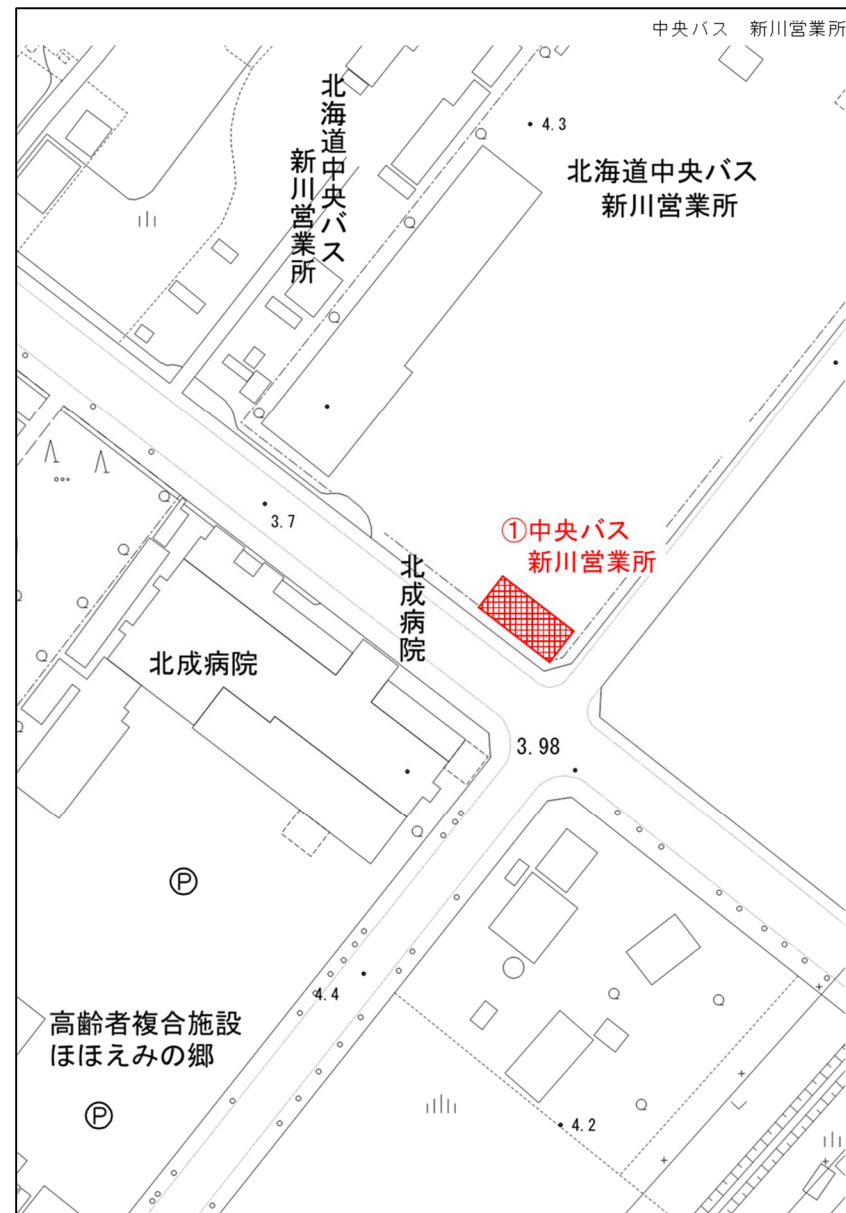 中央バス　新川営業所
北海道中央バス
新川営業所
4.3
北海道中央バス
新川営業所
3.7
①中央バス
新川営業所
北成病院
北成病院
3.98
Ⓟ
4.4
高齢者複合施設
ほほえみの郷
Ⓟ
4.2